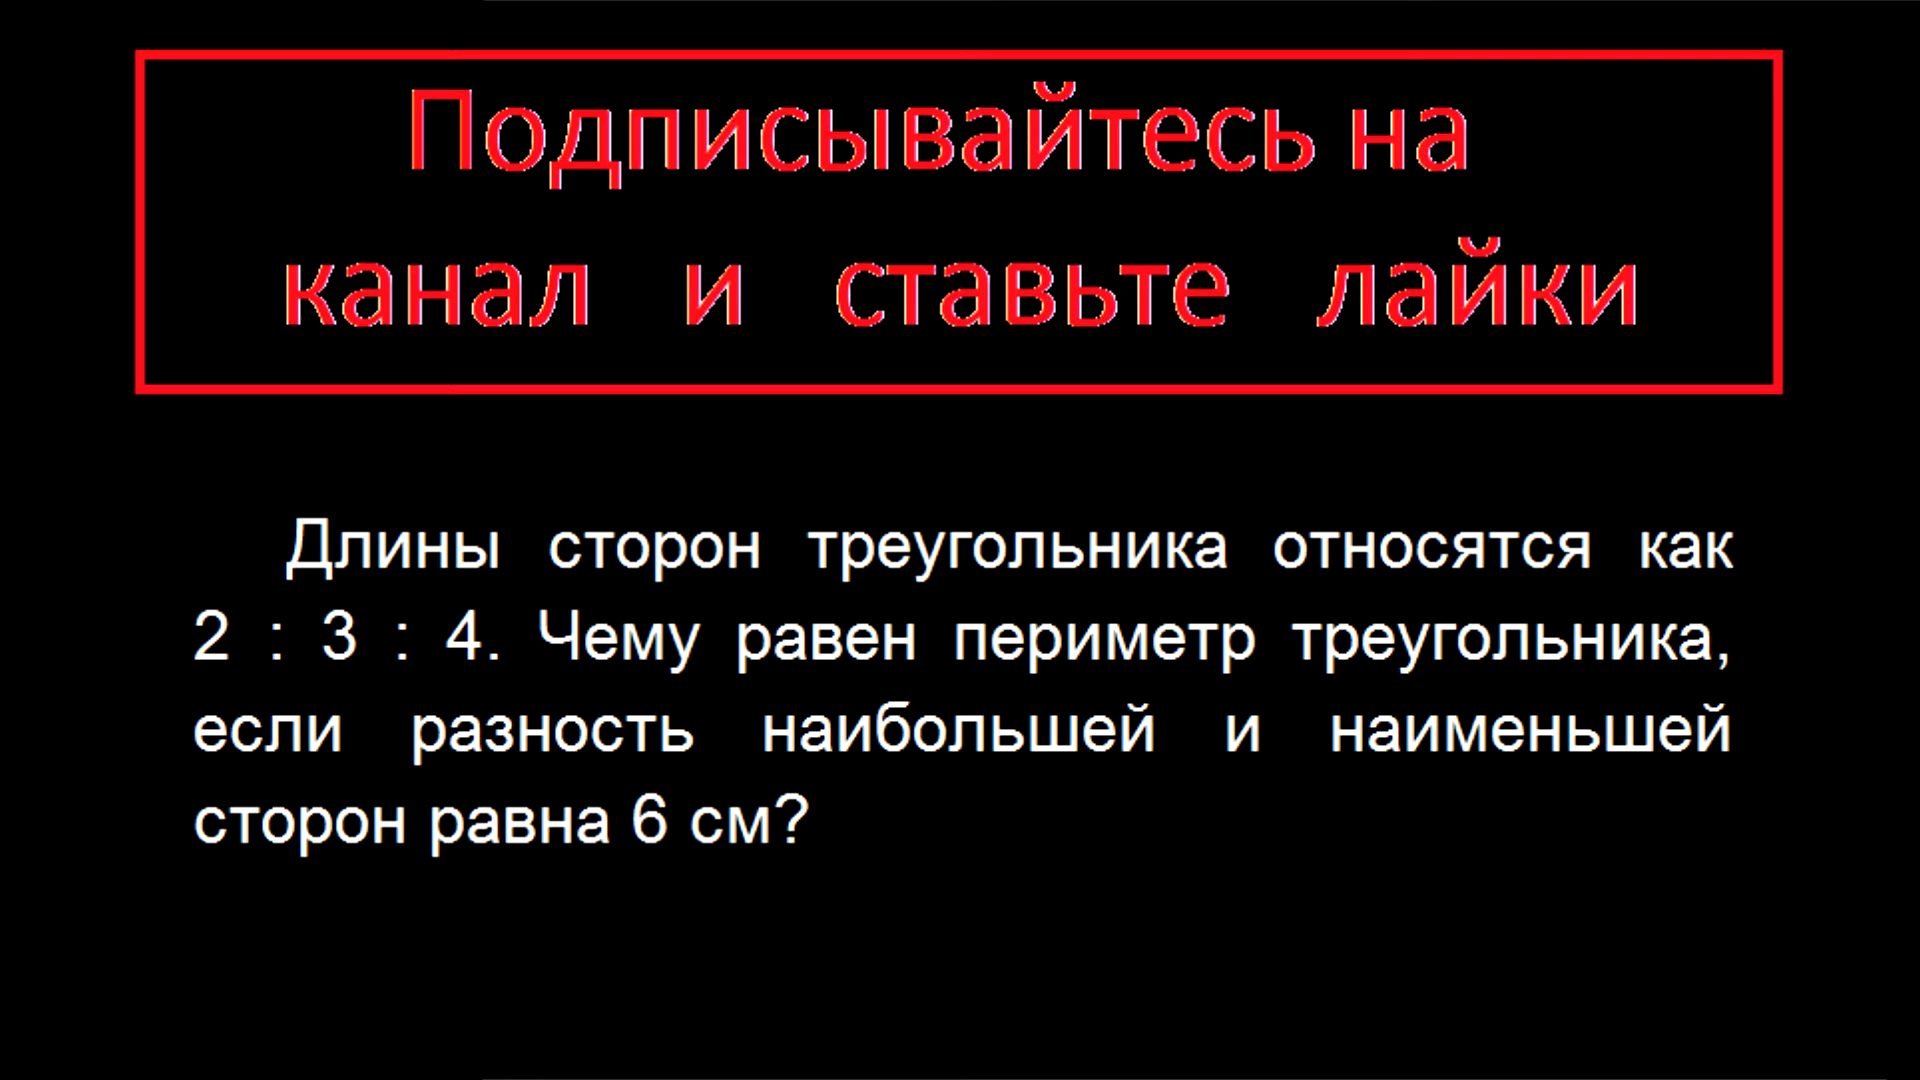 Подписывайтесь на
канал и ставьте лайки
Длины сторон треугольника относятся как
2 : 3 : 4. Чему равен периметр треугольника,
если разность наибольшей и наименьшей
сторон равна 6 см?